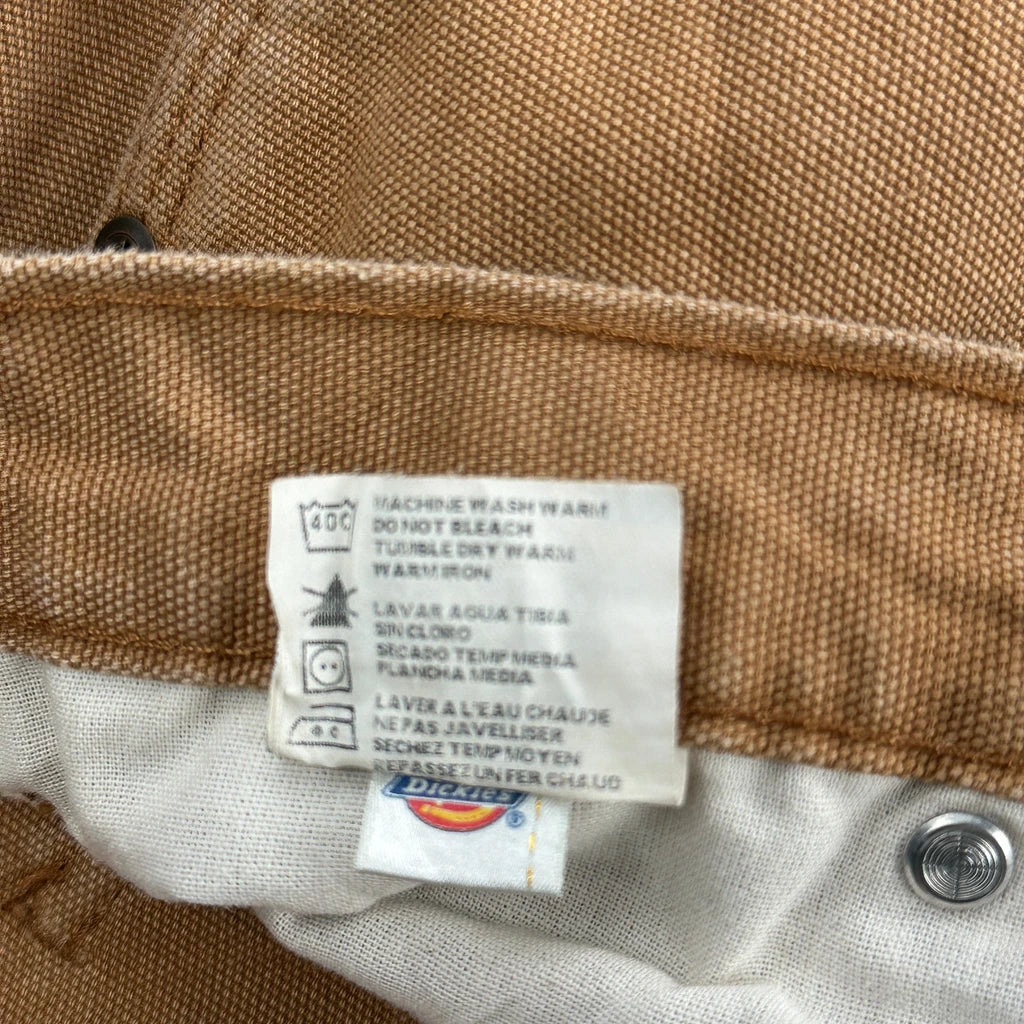 40C
MACHINE WASH WARM
DO NOT BLEACH
TUMBLE DRY WARM
WARM IRON
LAVAR AGUA TIBIA
SIN CLORO
SECADO TEMP MEDIA
PLANCHA MEDIA
LAVER A L'EAU CHAUDE
NE PAS JAVELLISER
SECHEZ TEMP MOYEN
REPASSEZ UN FER CHAUD
Dickies ®